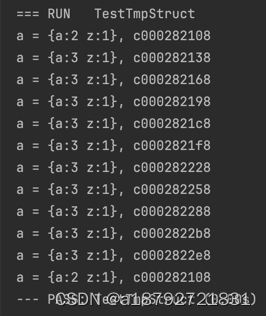 === RUN   TestTmpStruct
a = {a:2 z:1}, c000282108
a = {a:3 z:1}, c000282138
a = {a:3 z:1}, c000282168
a = {a:3 z:1}, c000282198
a = {a:3 z:1}, c0002821c8
a = {a:3 z:1}, c0002821f8
a = {a:3 z:1}, c000282228
a = {a:3 z:1}, c000282258
a = {a:3 z:1}, c000282288
a = {a:3 z:1}, c0002822b8
a = {a:3 z:1}, c0002822e8
a = {a:2 z:1}, c000282108
--- PASS: TestTmpStruct
CSDN @a18792721831